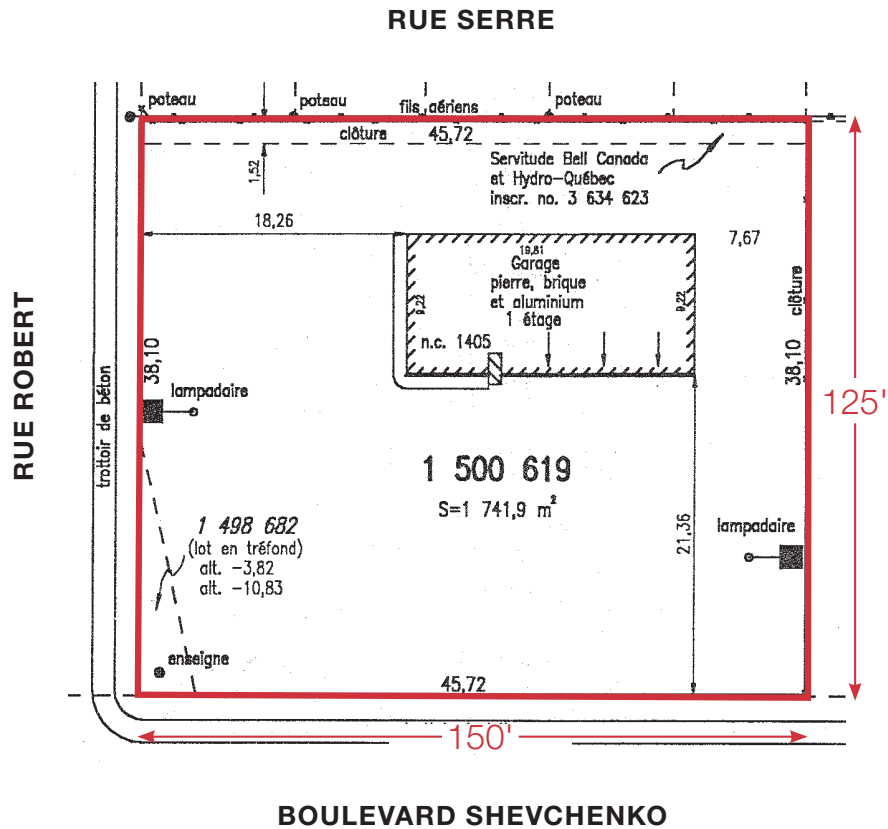 RUE SERRE
poteau
poteau
fils aériens
poteau
clôture
45,72
1,52
Servitude Bell Canada
et Hydro-Québec
inscr. no. 3 634 623
18,26
7,67
19,81
Garage
pierre, brique
et aluminium
1 étage
9,22
9,22
n.c. 1405
clôture
RUE ROBERT
trottoir de béton
38,10
38,10
125'
lampadaire
1 500 619
S=1 741,9 m²
21,36
lampadaire
1 498 682
(lot en tréfond)
alt. -3,82
alt. -10,83
enseigne
45,72
150'
BOULEVARD SHEVCHENKO